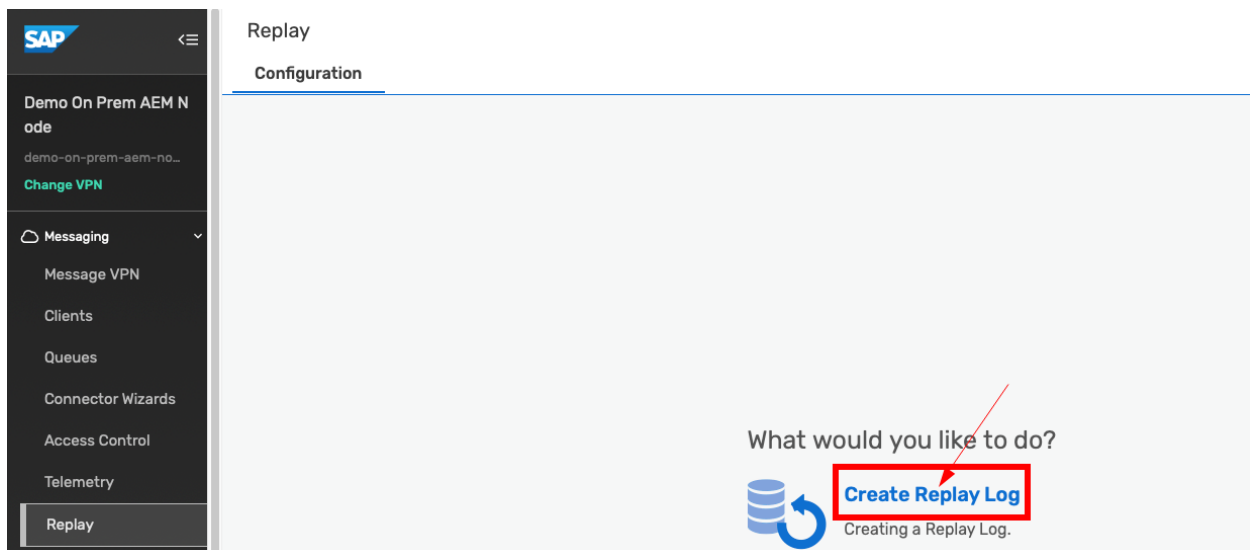 SAP
Replay
Configuration
Demo On Prem AEM N
ode
demo-on-prem-aem-no…
Change VPN
Messaging
Message VPN
Clients
Queues
Connector Wizards
Access Control
Telemetry
Replay
What would you like to do?
Create Replay Log
Creating a Replay Log.